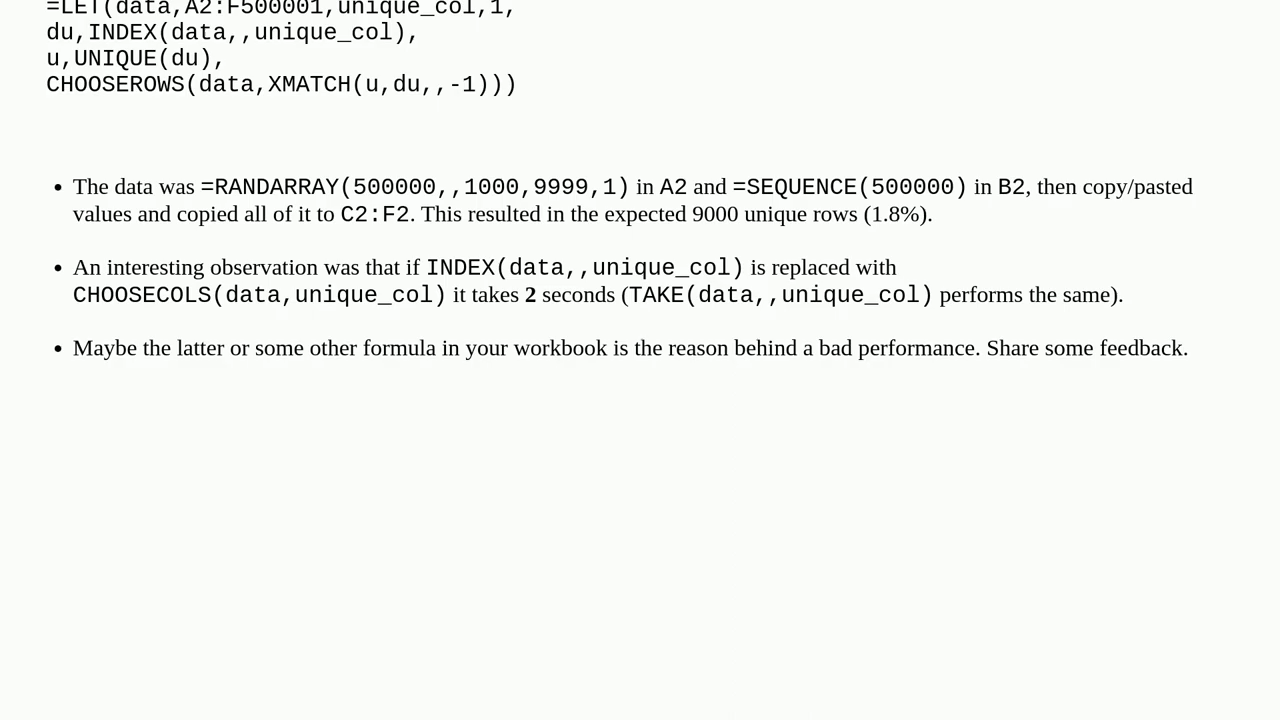 =LET(data,A2:F500001,unique_col,1,
du,INDEX(data,,unique_col),
u,UNIQUE(du),
CHOOSEROWS(data,XMATCH(u,du,,-1)))
• The data was =RANDARRAY(500000,,1000,9999,1) in A2 and =SEQUENCE(500000) in B2, then copy/pasted
values and copied all of it to C2:F2. This resulted in the expected 9000 unique rows (1.8%).
• An interesting observation was that if INDEX(data,,unique_col) is replaced with
CHOOSECOLS(data,unique_col) it takes 2 seconds (TAKE(data,,unique_col) performs the same).
• Maybe the latter or some other formula in your workbook is the reason behind a bad performance. Share some feedback.